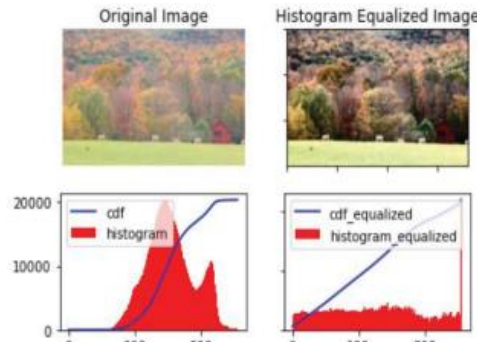 Original Image
Histogram Equalized Image
20000
10000
0
cdf
histogram
cdf_equalized
histogram_equalized